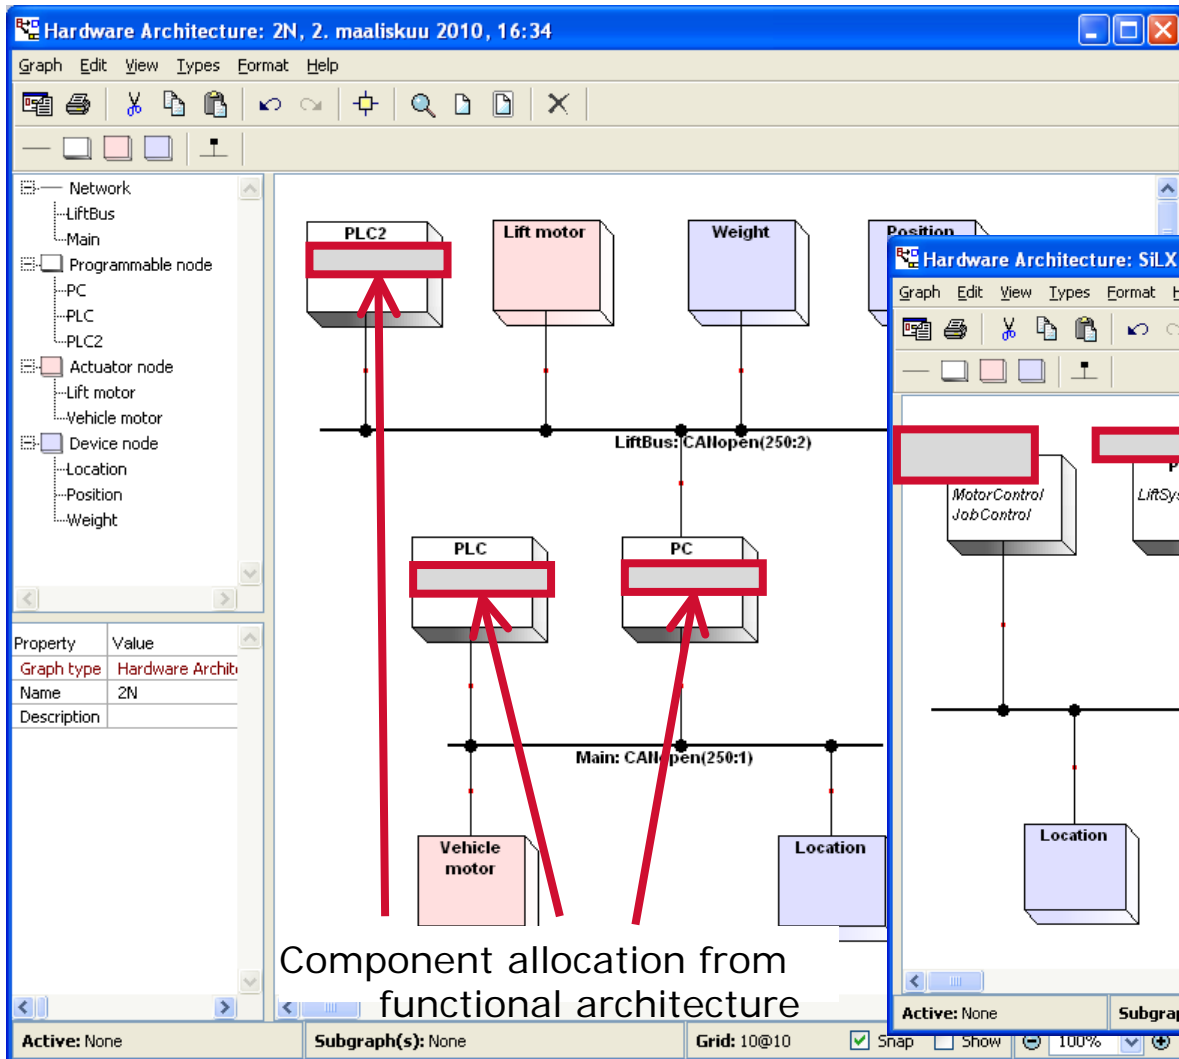 Hardware Architecture: 2N, 2. maaliskuu 2010, 16:34
Graph Edit View Types Format Help
Network
LiftBus
Main
Programmable node
PC
PLC
PLC2
Actuator node
Lift motor
Vehicle motor
Device node
Location
Position
Weight
Property Value
Graph type Hardware Archit
Name 2N
Description
PLC2
Lift motor
Weight
Position
LiftBus: CANopen(250:2)
PLC
PC
Main: CANopen(250:1)
Vehicle
motor
Location
Component allocation from
functional architecture
Hardware Architecture: SiLX
Graph Edit View Types Format
MotorControl
JobControl
LiftSys
Location
Active: None
Subgrap
Active: None
Subgraph(s): None
Grid: 10@10
Snap
Show
100%